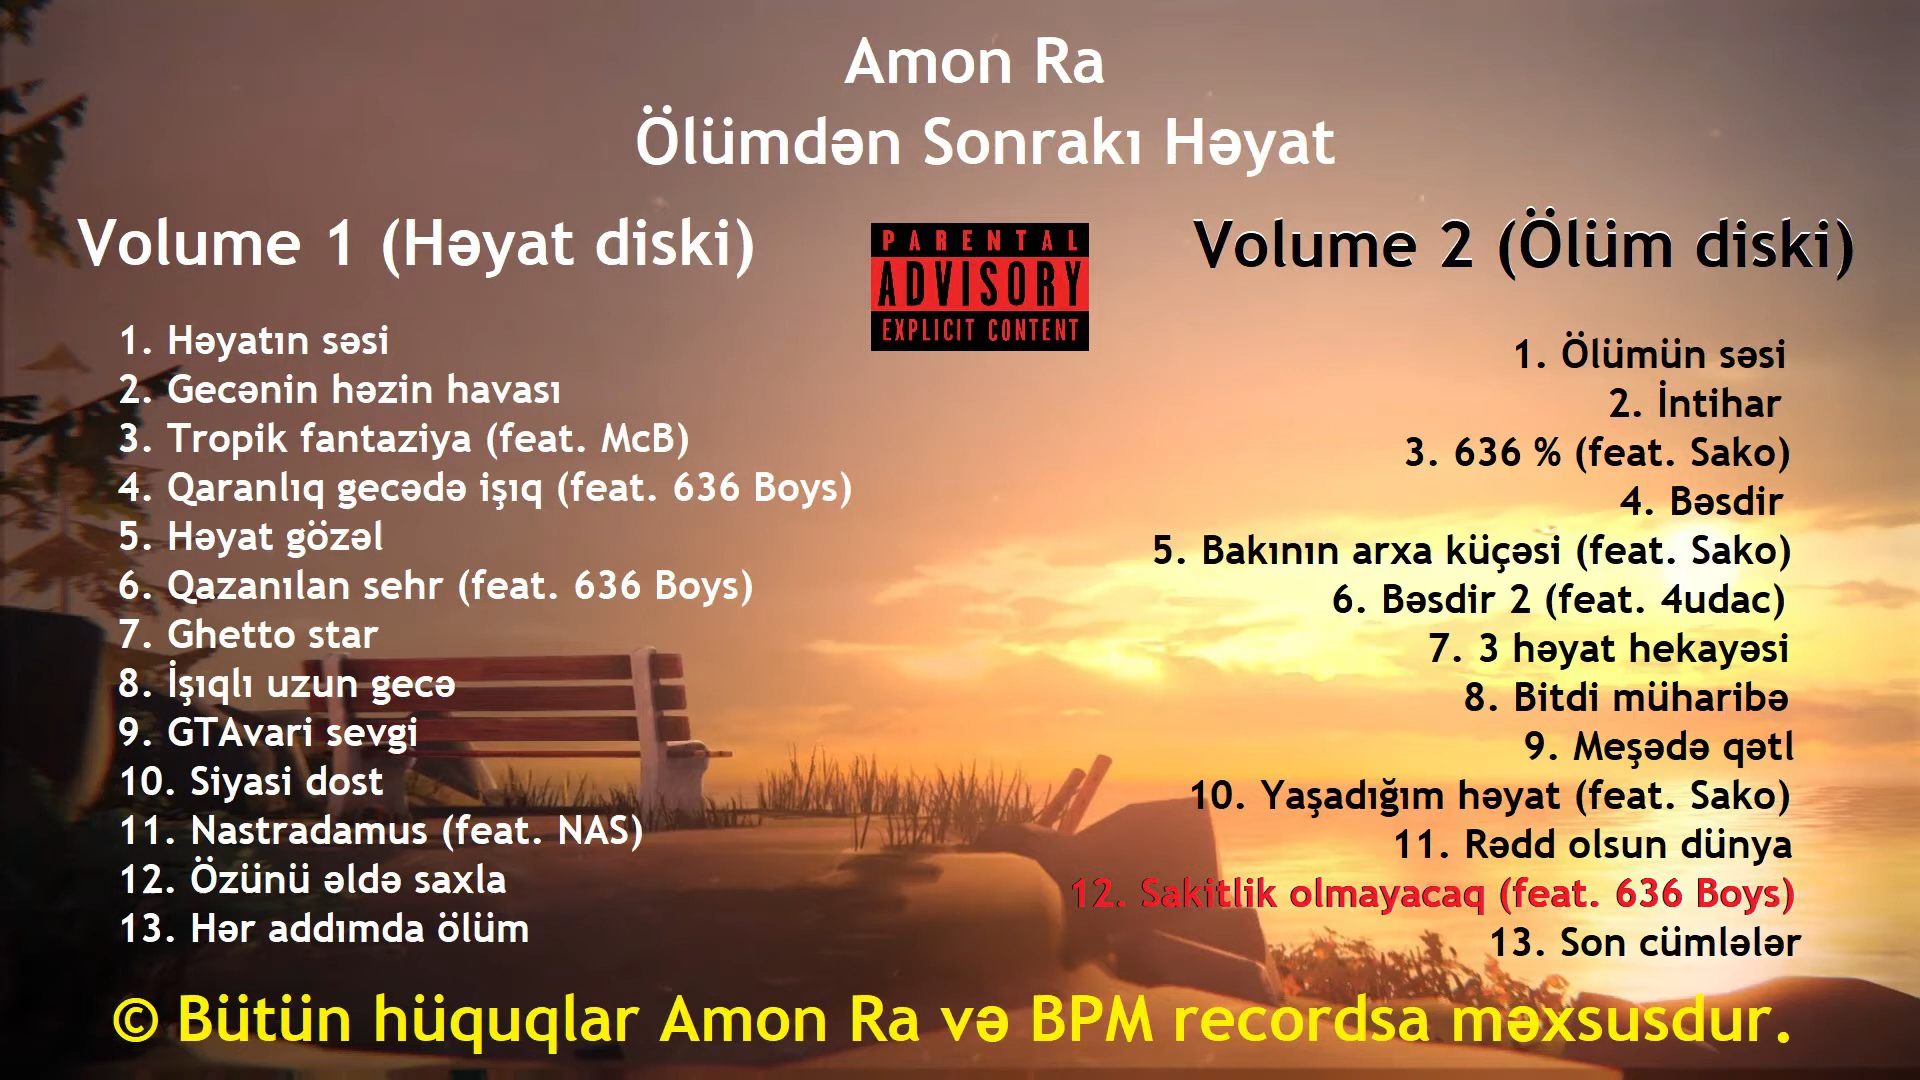 Amon Ra
Ölümdən Sonrakı Həyat
Volume 1 (Həyat diski)
1. Həyatın səsi
2. Gecənin həzin havası
3. Tropik fantaziya (feat. McB)
4. Qaranlıq gecədə işıq (feat. 636 Boys)
5. Həyat gözəl
6. Qazanılan sehr (feat. 636 Boys)
7. Ghetto star
8. İşıqlı uzun gecə
9. GTAvari sevgi
10. Siyasi dost
11. Nastradamus (feat. NAS)
12. Özünü əldə saxla
13. Hər addımda ölüm
PARENTAL
ADVISORY
EXPLICIT CONTENT
Volume 2 (Ölüm diski)
1. Ölümün səsi
2. İntihar
3. 636 % (feat. Sako)
4. Bəsdir
5. Bakının arxa küçəsi (feat. Sako)
6. Bəsdir 2 (feat. 4udac)
7. 3 həyat hekayəsi
8. Bitdi müharibə
9. Meşədə qətl
10. Yaşadığım həyat (feat. Sako)
11. Rədd olsun dünya
12. Sakitlik olmayacaq (feat. 636 Boys)
13. Son cümlələr
© Bütün hüquqlar Amon Ra və BPM recordsa məxsusdur.